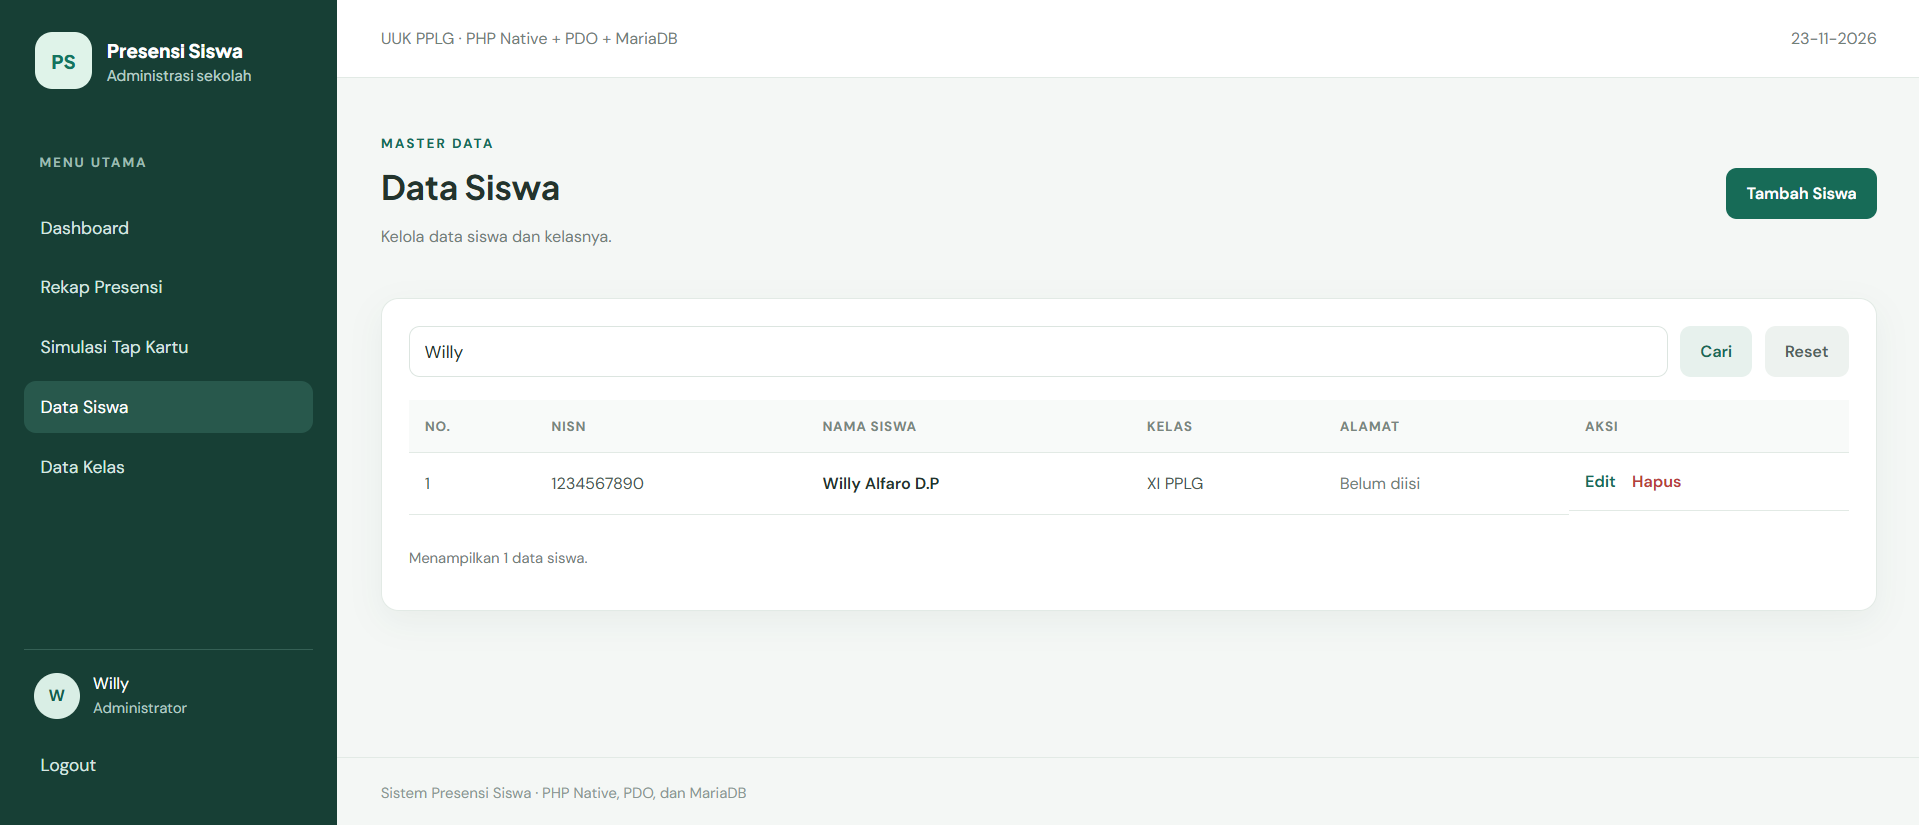 PS
Presensi Siswa
Administrasi sekolah
MENU UTAMA
Dashboard
Rekap Presensi
Simulasi Tap Kartu
Data Siswa
Data Kelas
W
Willy
Administrator
Logout
UUK PPLG · PHP Native + PDO + MariaDB
23-11-2026
MASTER DATA
Data Siswa
Kelola data siswa dan kelasnya.
Tambah Siswa
Willy
Cari
Reset
NO. NISN NAMA SISWA KELAS ALAMAT AKSI
1 1234567890 Willy Alfaro D.P XI PPLG Belum diisi Edit Hapus
Menampilkan 1 data siswa.
Sistem Presensi Siswa · PHP Native, PDO, dan MariaDB